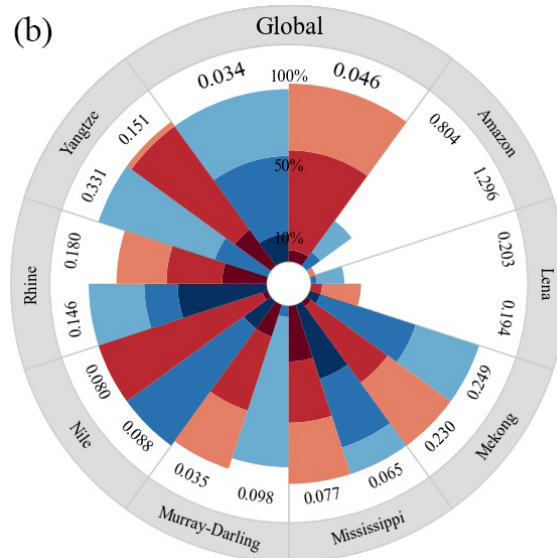 (b)
Global
0.034
0.046
100%
50%
10%
Amazon
0.804
1.296
Lena
0.203
0.194
Mekong
0.249
0.230
Mississippi
0.065
0.077
Murray-Darling
0.098
0.035
Nile
0.088
0.080
Rhine
0.146
0.180
Yangtze
0.331
0.151